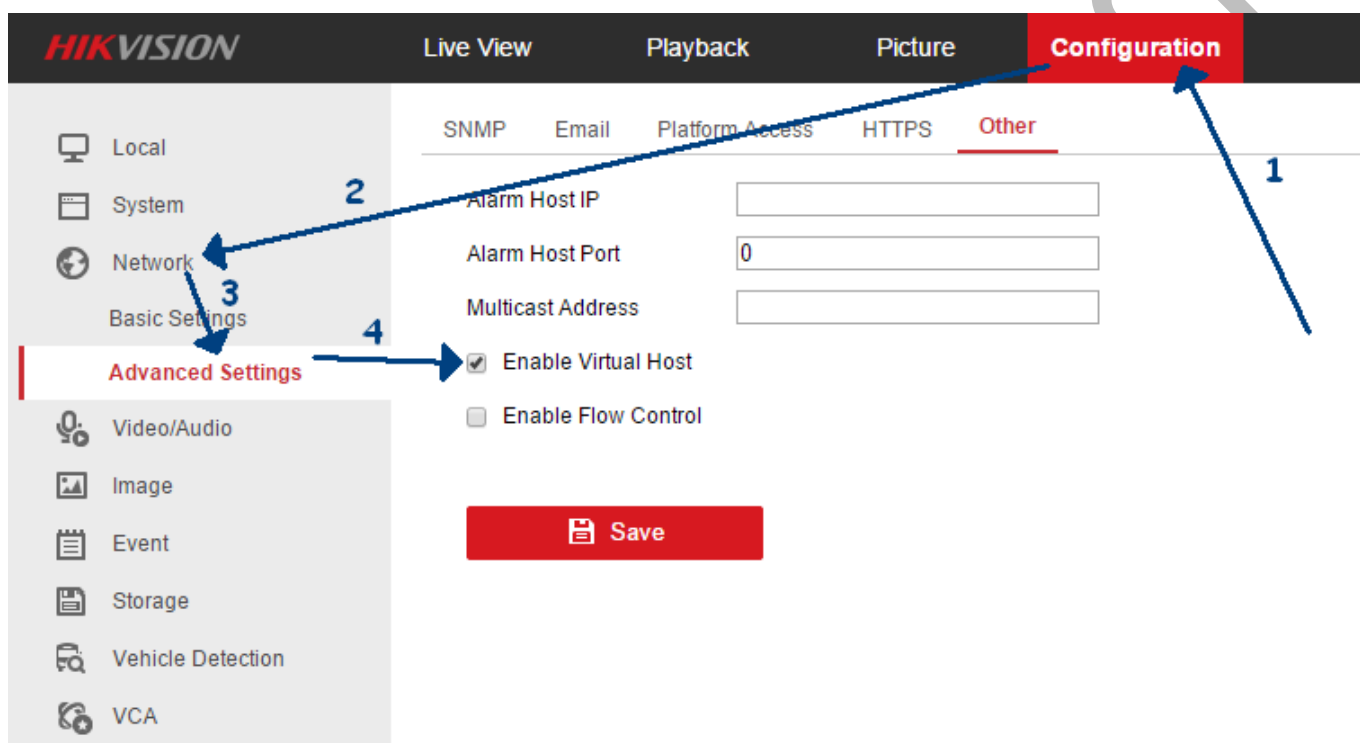 HIKVISION Live View Playback Picture Configuration
SNMP Email Platform Access HTTPS Other
Local
System
Network
Basic Settings
Advanced Settings
Video/Audio
Image
Event
Storage
Vehicle Detection
VCA
Alarm Host IP
Alarm Host Port 0
Multicast Address
Enable Virtual Host
Enable Flow Control
Save
1
2
3
4